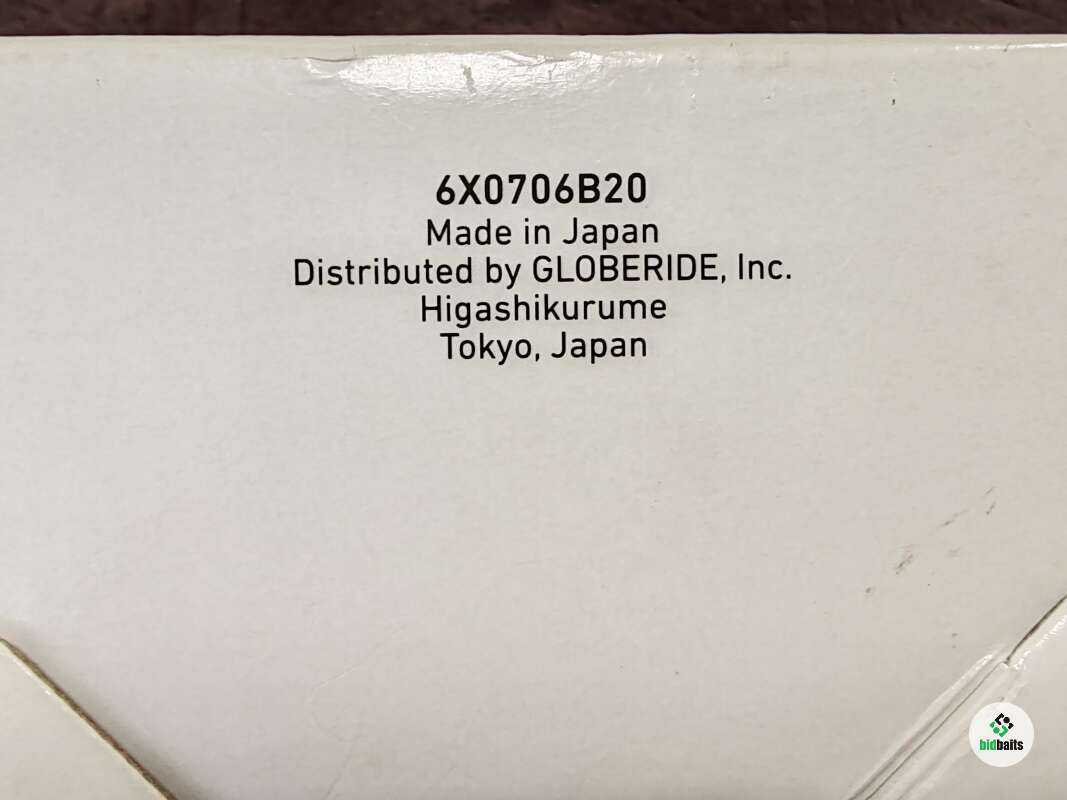 6X0706B20
Made in Japan
Distributed by GLOBERIDE, Inc.
Higashikurume
Tokyo, Japan
bidbaits